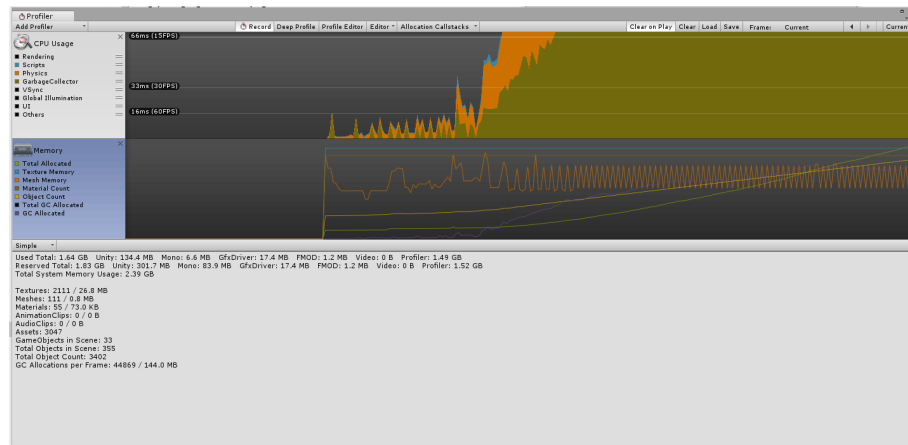 Profiler
Add Profiler Record Deep Profile Profile Editor Editor Allocation Callstacks Clear on Play Clear Load Save Frame: Current Curren
CPU Usage
Rendering
Scripts
Physics
GarbageCollector
VSync
Global Illumination
UI
Others
66ms (15FPS)
33ms (30FPS)
16ms (60FPS)
Memory
Total Allocated
Texture Memory
Mesh Memory
Material Count
Object Count
Total GC Allocated
GC Allocated
Simple
Used Total: 1.64 GB Unity: 134.4 MB Mono: 6.6 MB GfxDriver: 17.4 MB FMOD: 1.2 MB Video: 0 B Profiler: 1.49 GB
Reserved Total: 1.83 GB Unity: 301.7 MB Mono: 83.9 MB GfxDriver: 17.4 MB FMOD: 1.2 MB Video: 0 B Profiler: 1.52 GB
Total System Memory Usage: 2.39 GB
Textures: 2111 / 26.8 MB
Meshes: 111 / 0.8 MB
Materials: 55 / 73.0 KB
AnimationClips: 0 / 0 B
AudioClips: 0 / 0 B
Assets: 3047
GameObjects in Scene: 33
Total Objects in Scene: 355
Total Object Count: 3402
GC Allocations per Frame: 44869 / 144.0 MB